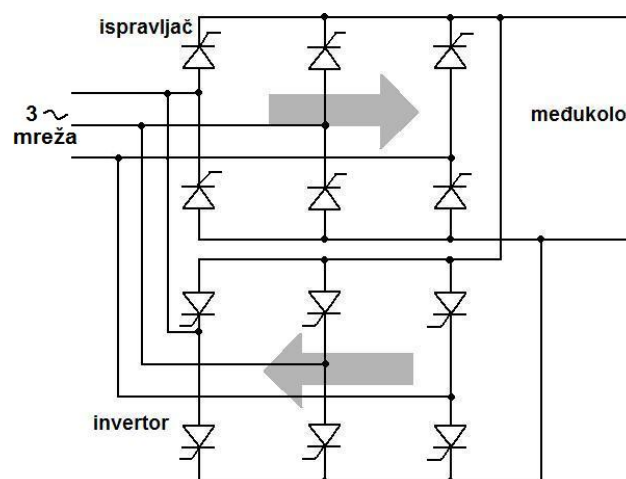 ispravljač
3 ~
mreža
međukolo
invertor